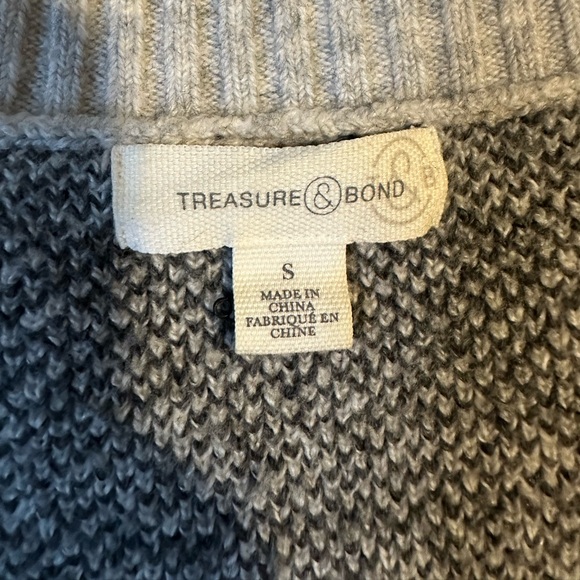 TREASURE & BOND
& B
S
MADE IN
CHINA
FABRIQUÉ EN
CHINE